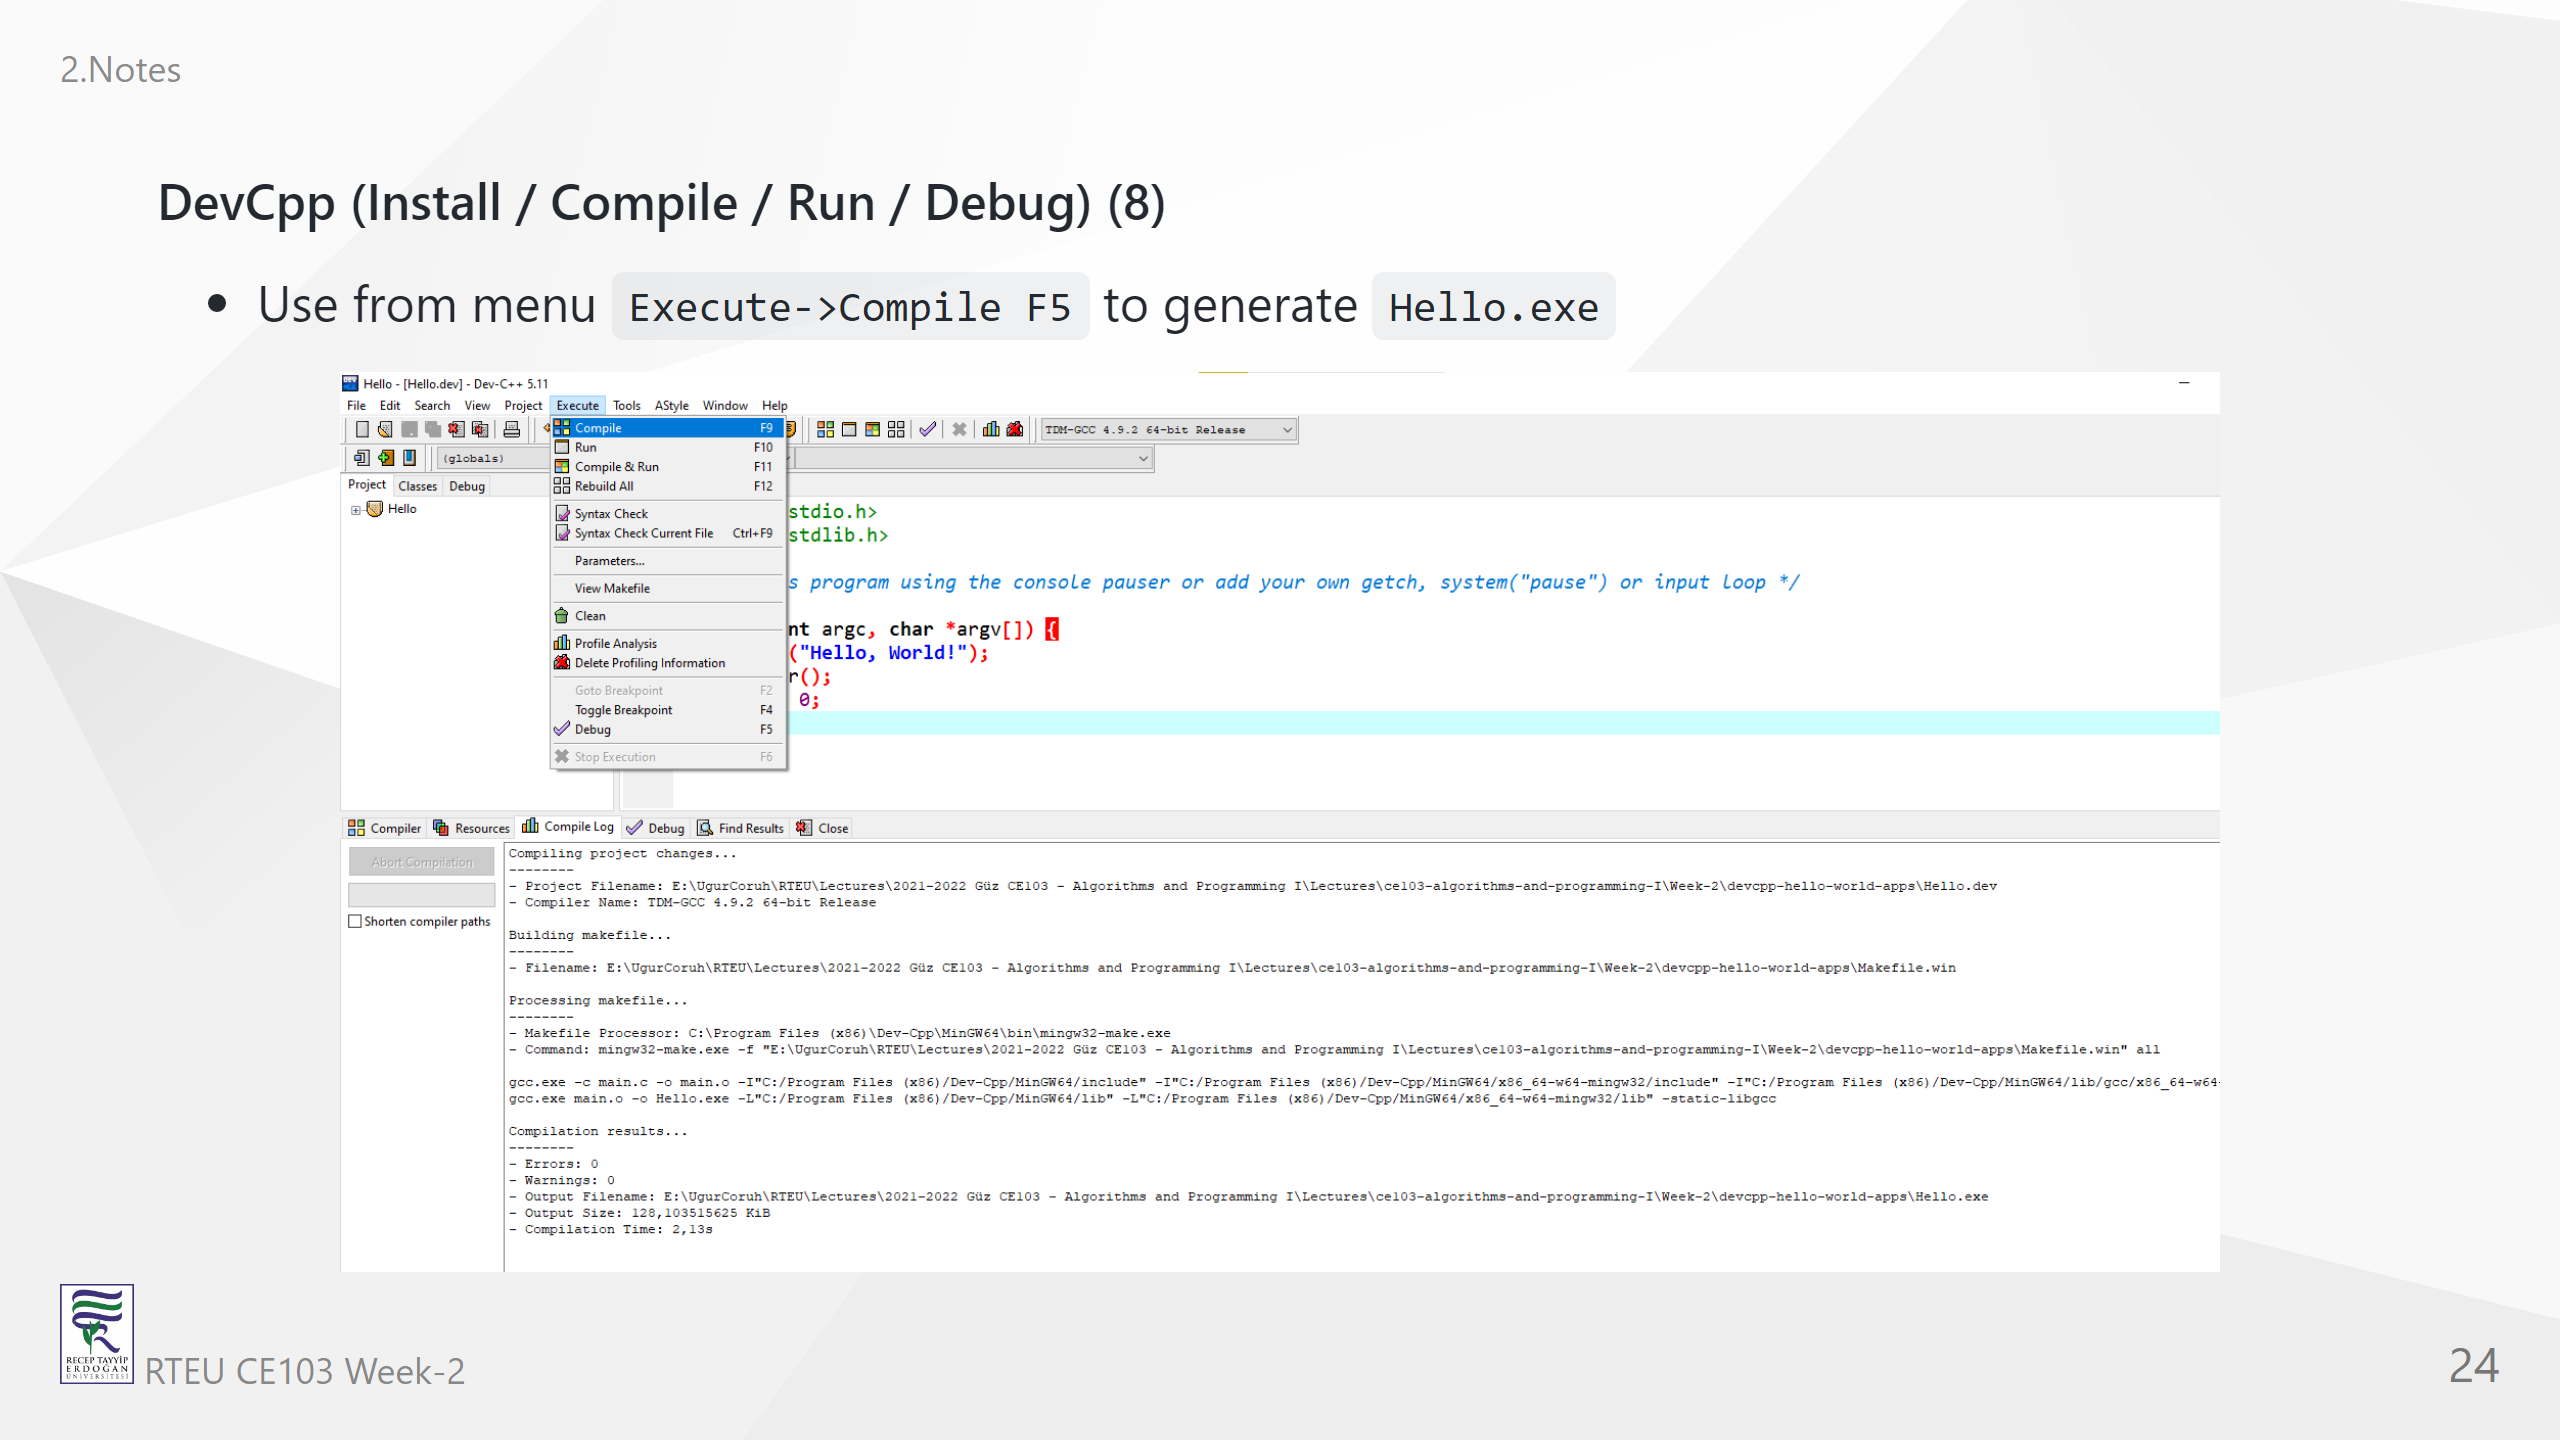 2.Notes
DevCpp (Install / Compile / Run / Debug) (8)
• Use from menu Execute->Compile F5 to generate Hello.exe
Hello - [Hello.dev] - Dev-C++ 5.11
File Edit Search View Project Execute Tools AStyle Window Help
TDM-GCC 4.9.2 64-bit Release
(globals)
Compile F9
Run F10
Compile & Run F11
Rebuild All F12
Syntax Check
Syntax Check Current File Ctrl+F9
Parameters...
View Makefile
Clean
Profile Analysis
Delete Profiling Information
Goto Breakpoint F2
Toggle Breakpoint F4
Debug F5
Stop Execution F6
Project Classes Debug
Hello
stdio.h>
stdlib.h>
s program using the console pauser or add your own getch, system("pause") or input loop */
nt argc, char *argv[]) {
("Hello, World!");
r();
0;
Compiler Resources Compile Log Debug Find Results Close
Abort Compilation
Shorten compiler paths
Compiling project changes...
--------
- Project Filename: E:\UgurCoruh\RTEU\Lectures\2021-2022 Güz CE103 - Algorithms and Programming I\Lectures\ce103-algorithms-and-programming-I\Week-2\devcpp-hello-world-apps\Hello.dev
- Compiler Name: TDM-GCC 4.9.2 64-bit Release
Building makefile...
--------
- Filename: E:\UgurCoruh\RTEU\Lectures\2021-2022 Güz CE103 - Algorithms and Programming I\Lectures\ce103-algorithms-and-programming-I\Week-2\devcpp-hello-world-apps\Makefile.win
Processing makefile...
--------
- Makefile Processor: C:\Program Files (x86)\Dev-Cpp\MinGW64\bin\mingw32-make.exe
- Command: mingw32-make.exe -f "E:\UgurCoruh\RTEU\Lectures\2021-2022 Güz CE103 - Algorithms and Programming I\Lectures\ce103-algorithms-and-programming-I\Week-2\devcpp-hello-world-apps\Makefile.win" all
gcc.exe -c main.c -o main.o -I"C:/Program Files (x86)/Dev-Cpp/MinGW64/include" -I"C:/Program Files (x86)/Dev-Cpp/MinGW64/x86_64-w64-mingw32/include" -I"C:/Program Files (x86)/Dev-Cpp/MinGW64/lib/gcc/x86_64-w64-
gcc.exe main.o -o Hello.exe -L"C:/Program Files (x86)/Dev-Cpp/MinGW64/lib" -L"C:/Program Files (x86)/Dev-Cpp/MinGW64/x86_64-w64-mingw32/lib" -static-libgcc
Compilation results...
--------
- Errors: 0
- Warnings: 0
- Output Filename: E:\UgurCoruh\RTEU\Lectures\2021-2022 Güz CE103 - Algorithms and Programming I\Lectures\ce103-algorithms-and-programming-I\Week-2\devcpp-hello-world-apps\Hello.exe
- Output Size: 128,103515625 KiB
- Compilation Time: 2,13s
RECEP TAYYİP
ERDOĞAN
ÜNİVERSİTESİ
RTEU CE103 Week-2
24